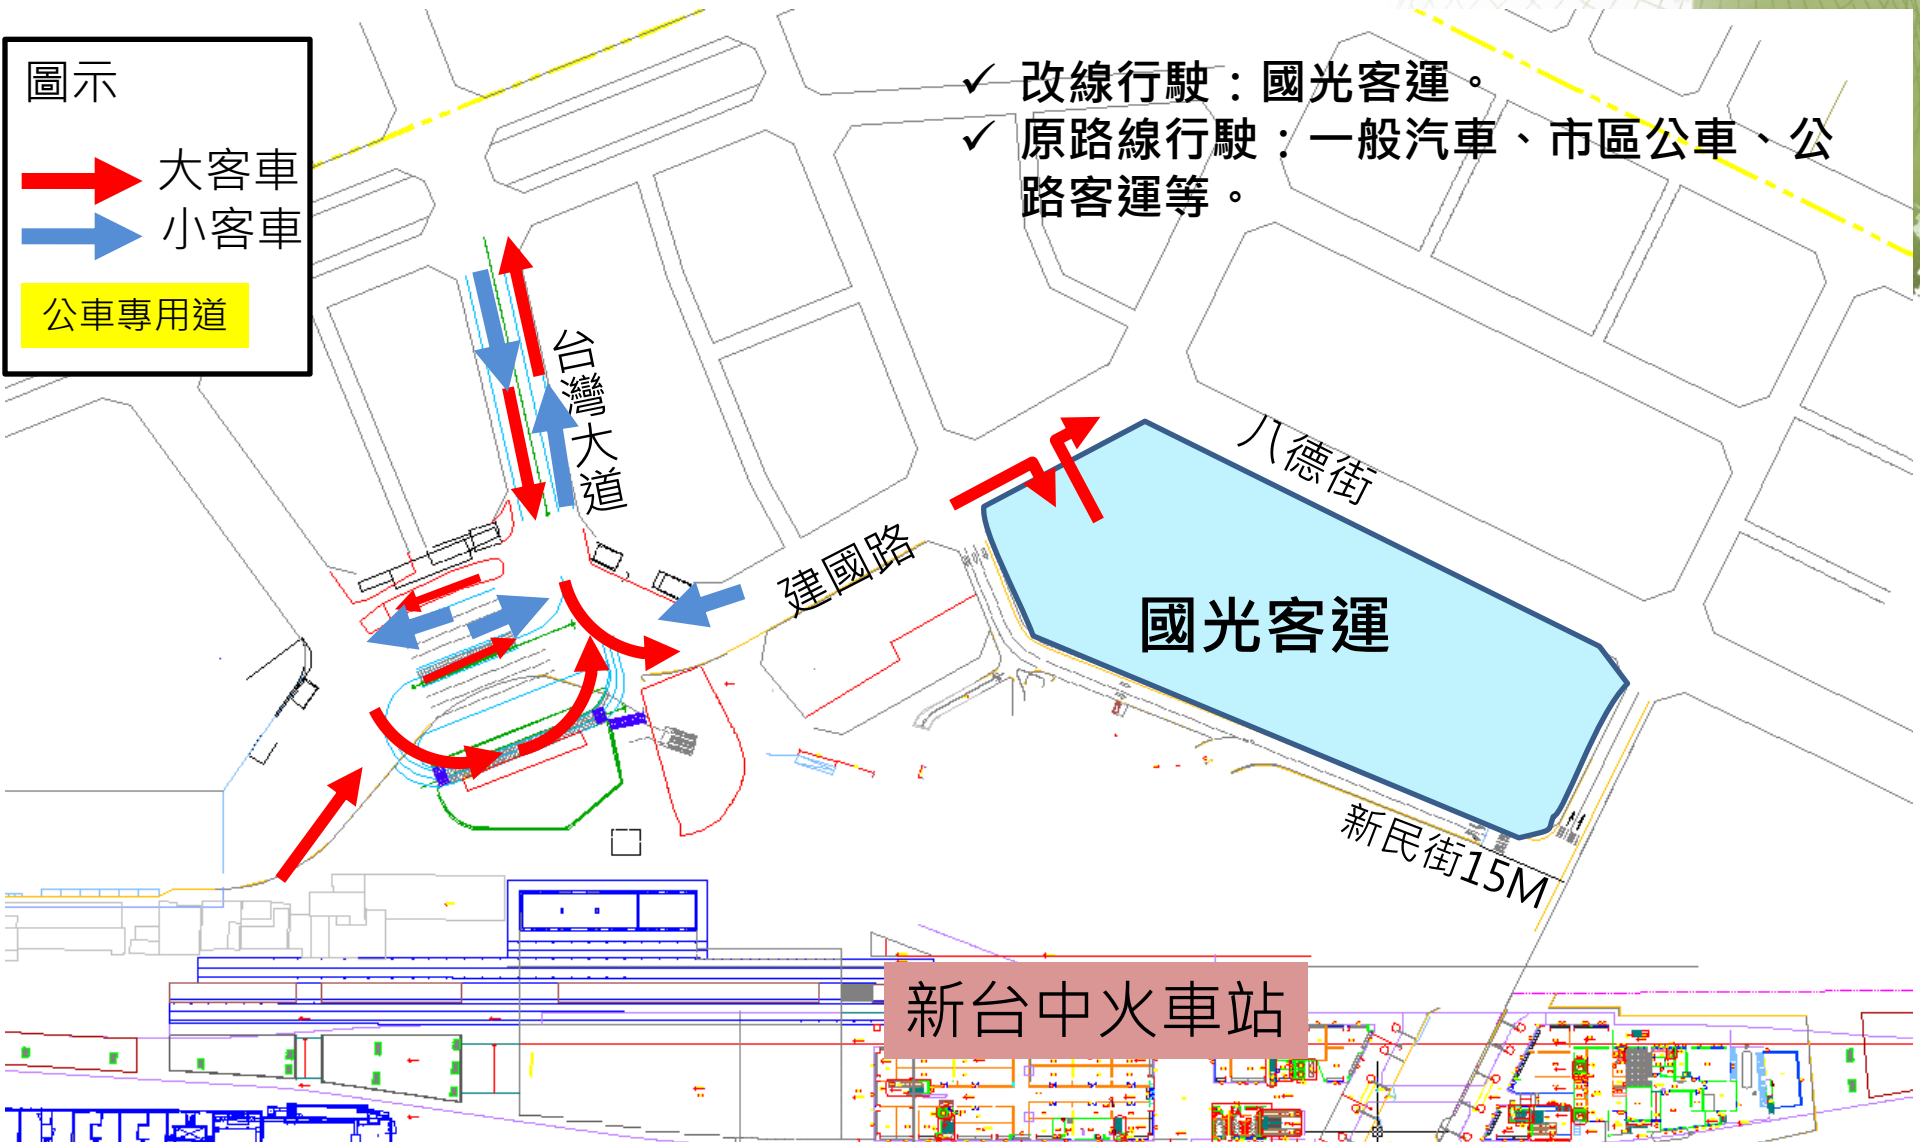 圖示
大客車
小客車
公車專用道
✓ 改線行駛：國光客運。
✓ 原路線行駛：一般汽車、市區公車、公
路客運等。
台灣大道
建國路
八德街
國光客運
新民街15M
新台中火車站